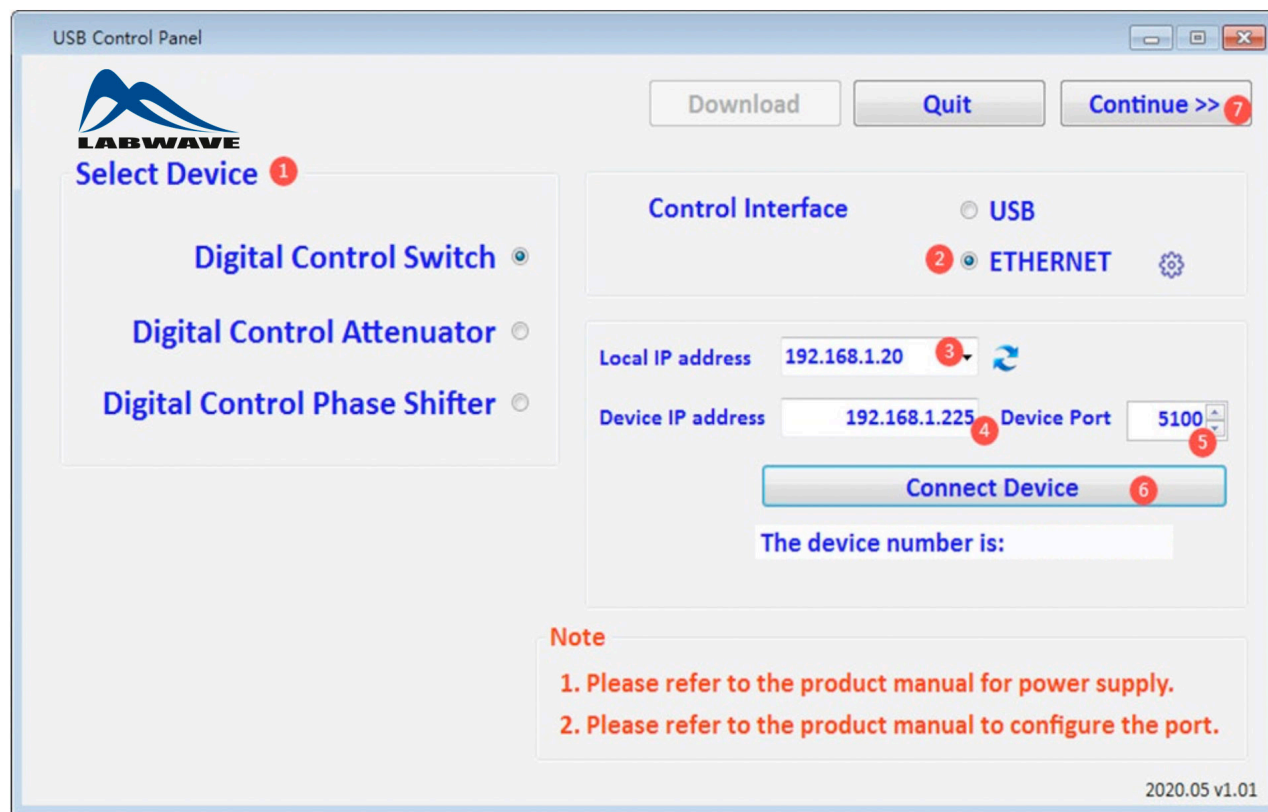 USB Control Panel
LABWAVE
Download
Quit
Continue >> 7
Select Device 1
Digital Control Switch
Digital Control Attenuator
Digital Control Phase Shifter
Control Interface
USB
2 ETHERNET
Local IP address 192.168.1.20 3
Device IP address 192.168.1.225 4 Device Port 5100 5
Connect Device 6
The device number is:
Note
1. Please refer to the product manual for power supply.
2. Please refer to the product manual to configure the port.
2020.05 v1.01